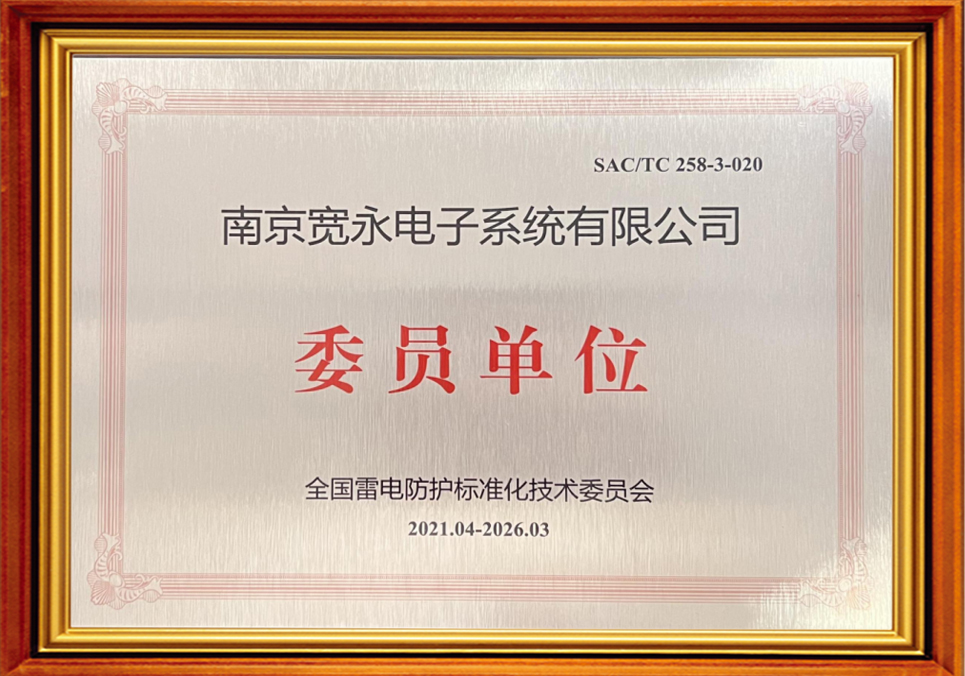 SAC/TC 258-3-020
南京宽永电子系统有限公司
委员单位
全国雷电防护标准化技术委员会
2021.04-2026.03